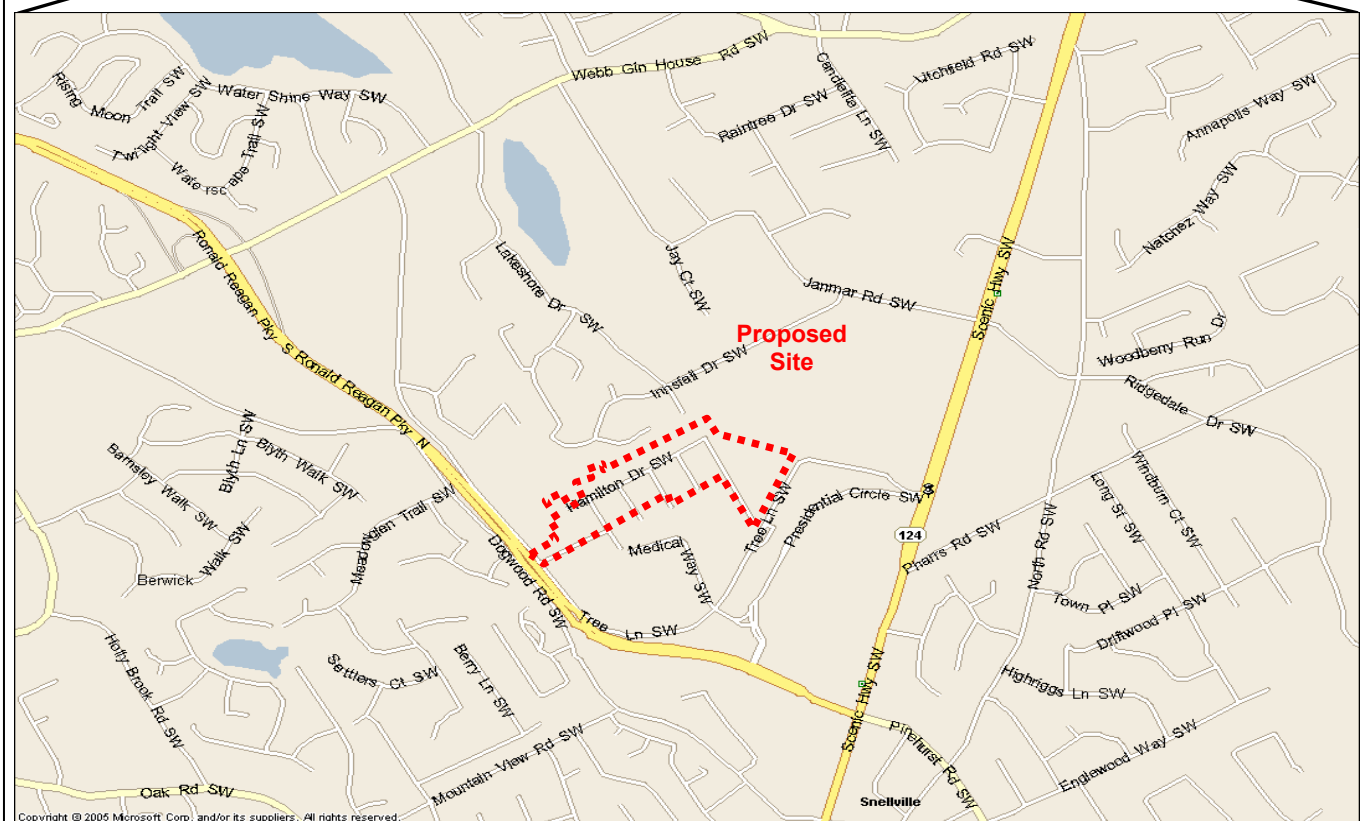 Webb Gin House Rd SW
Candlelita Ln SW
Litchfield Rd SW
Rising Moon Trail SW
Water Shine Way SW
Twilight View SW
Waterscape Trail SW
Raintree Dr SW
Annapolis Way SW
Natchez Way SW
Ronald Reagan Pky S
Lakeshore Dr SW
Jay Ct SW
Janmar Rd SW
Scenic Hwy SW
Proposed
Site
Woodberry Run Dr
Innsfail Dr SW
Ronald Reagan Pky N
Ridgedale Dr SW
Blyth Ln SW
Blyth Walk SW
Barnsley Walk SW
Hamilton Dr SW
Tree Ln SW
Presidential Circle SW
Long St SW
Windburn Ct SW
124
Dogwood Rd SW
Medical Way SW
Pharrs Rd SW
North Rd SW
Berwick Walk SW
Town Pl SW
Driftwood Pl SW
Tree Ln SW
Holly Brook Rd SW
Settlers Ct SW
Berry Ln SW
Highriggs Ln SW
Scenic Hwy SW
Pinehurst Rd SW
Englewood Way SW
Mountain View Rd SW
Oak Rd SW
Snellville
Copyright © 2005 Microsoft Corp. and/or its suppliers. All rights reserved.